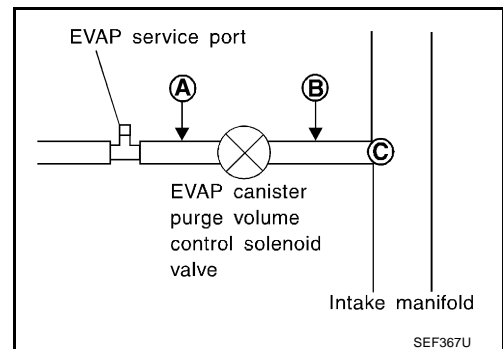 EVAP service port
A
B
C
EVAP canister
purge volume
control solenoid
valve
Intake manifold
SEF367U